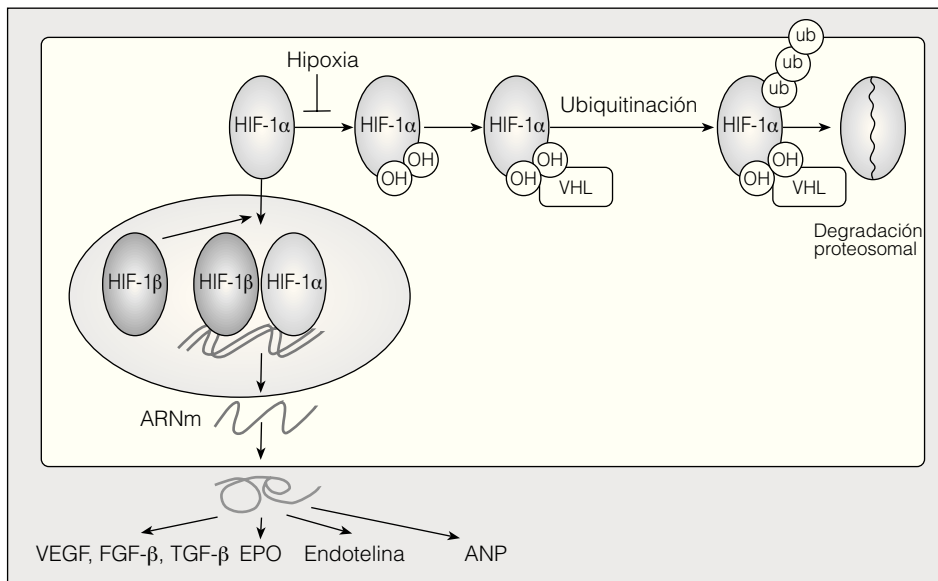 ub
ub
ub
Hipoxia
Ubiquitinación
HIF-1α HIF-1α HIF-1α HIF-1α
OH OH OH OH OH OH
VHL VHL
Degradación
proteosomal
HIF-1β HIF-1β HIF-1α
ARNm
VEGF, FGF-β, TGF-β EPO Endotelina ANP